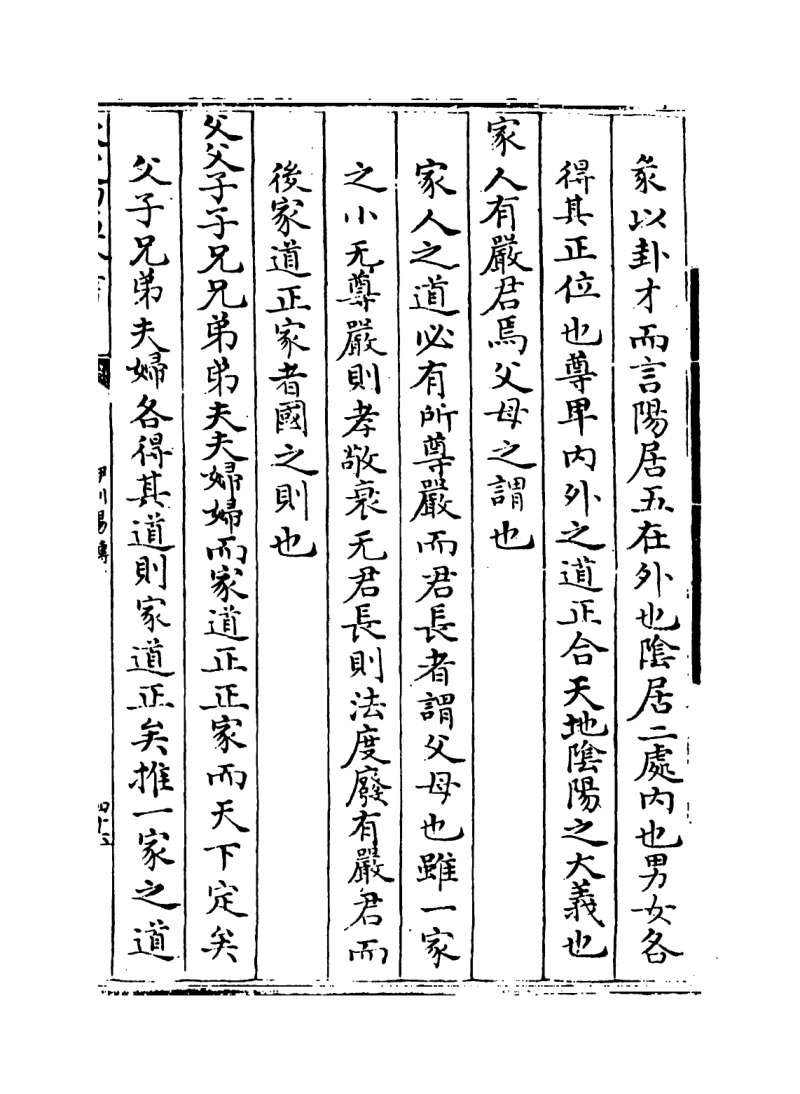 彖以卦才而言陽居五在外也陰居二處内也男女各
得其正位也尊卑内外之道正合天地陰陽之大義也
家人有嚴君焉父母之謂也
家人之道必有所尊嚴而君長者謂父母也雖一家
之小无尊嚴則孝敬衰无君長則法度廢有嚴君而
後家道正家者國之則也
父父子子兄兄弟弟夫夫婦婦而家道正正家而天下定矣
父子兄弟夫婦各得其道則家道正矣推一家之道
伊川易傳